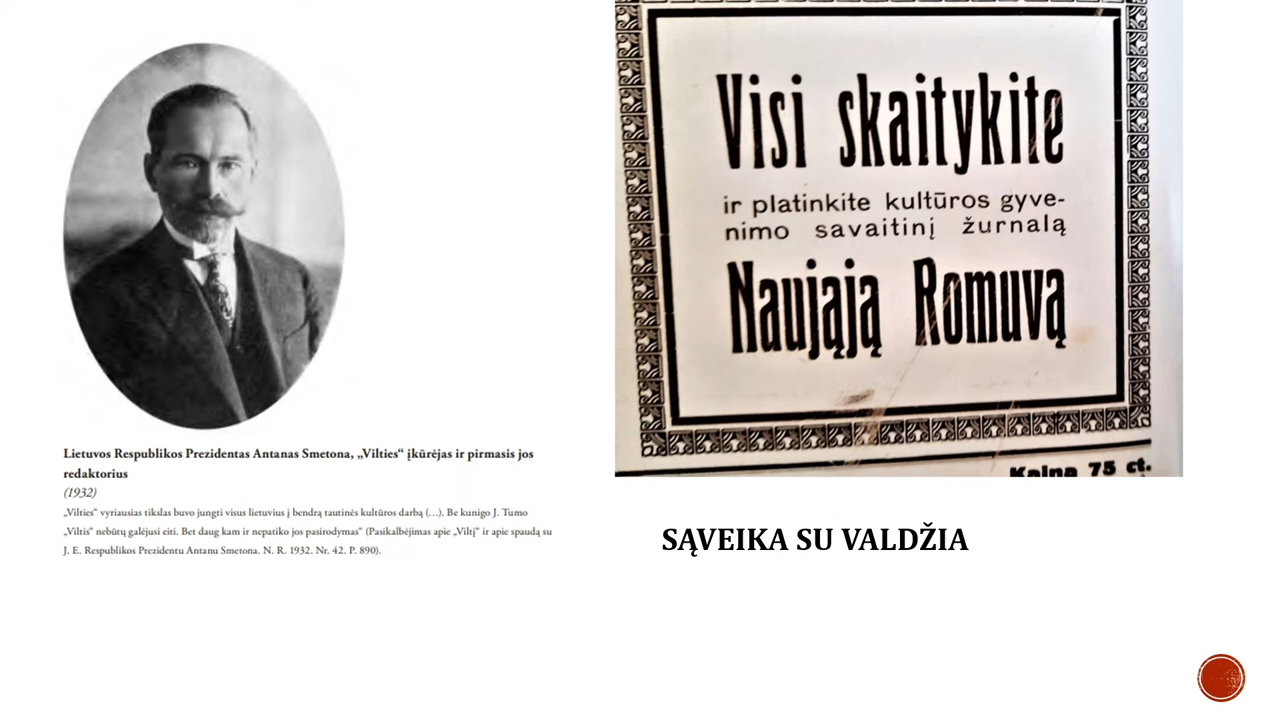 Lietuvos Respublikos Prezidentas Antanas Smetona, „Vilties“ įkūrėjas ir pirmasis jos
redaktorius
(1932)
„Vilties“ vyriausias tikslas buvo jungti visus lietuvius į bendrą tautinės kultūros darbą (…). Be kunigo J. Tumo
„Viltis“ nebūtų galėjusi eiti. Bet daug kam ir nepatiko jos pasirodymas“ (Pasikalbėjimas apie „Viltį“ ir apie spaudą su
J. E. Respublikos Prezidentu Antanu Smetona. N. R. 1932. Nr. 42. P. 890).
Visi skaitykite
ir platinkite kultūros gyve-
nimo savaitinį žurnalą
Naująją Romuvą
Kaina 75 ct.
SĄVEIKA SU VALDŽIA